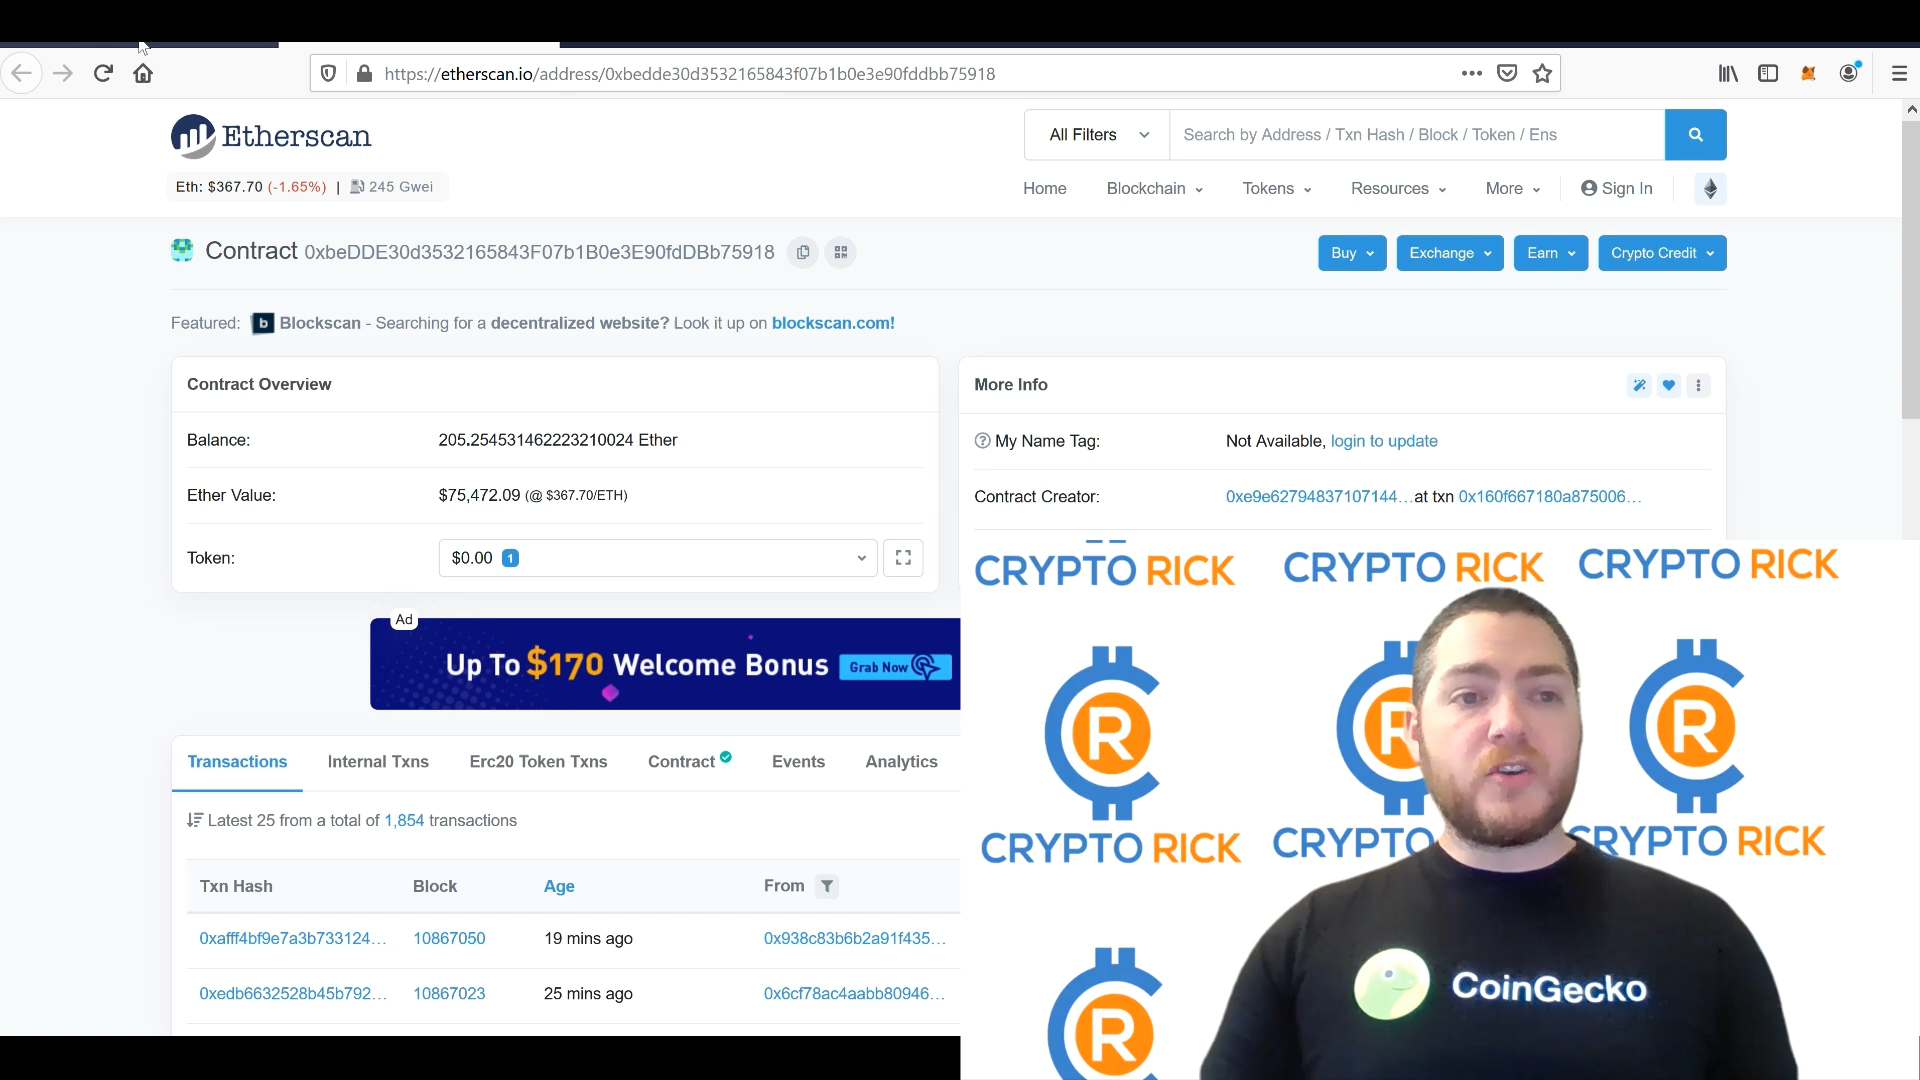 https://etherscan.io/address/0xbedde30d3532165843f07b1b0e3e90fddbb75918
Etherscan
All Filters
Search by Address / Txn Hash / Block / Token / Ens
Eth: $367.70 (-1.65%) | 245 Gwei
Home Blockchain Tokens Resources More Sign In
Contract 0xbeDDE30d3532165843F07b1B0e3E90fdDBb75918
Buy Exchange Earn Crypto Credit
Featured: b Blockscan - Searching for a decentralized website? Look it up on blockscan.com!
Contract Overview
Balance: 205.254531462223210024 Ether
Ether Value: $75,472.09 (@ $367.70/ETH)
Token: $0.00 1
More Info
My Name Tag: Not Available, login to update
Contract Creator: 0xe9e62794837107144...at txn 0x160f667180a875006...
Ad
Up To $170 Welcome Bonus Grab Now
Transactions Internal Txns Erc20 Token Txns Contract Events Analytics
Latest 25 from a total of 1,854 transactions
Txn Hash Block Age From
0xafff4bf9e7a3b733124... 10867050 19 mins ago 0x938c83b6b2a91f435...
0xedb6632528b45b792... 10867023 25 mins ago 0x6cf78ac4aabb80946...
CRYPTO RICK CRYPTO RICK CRYPTO RICK
R R R
CRYPTO RICK CRYPTO RYPTO RICK
R
CoinGecko